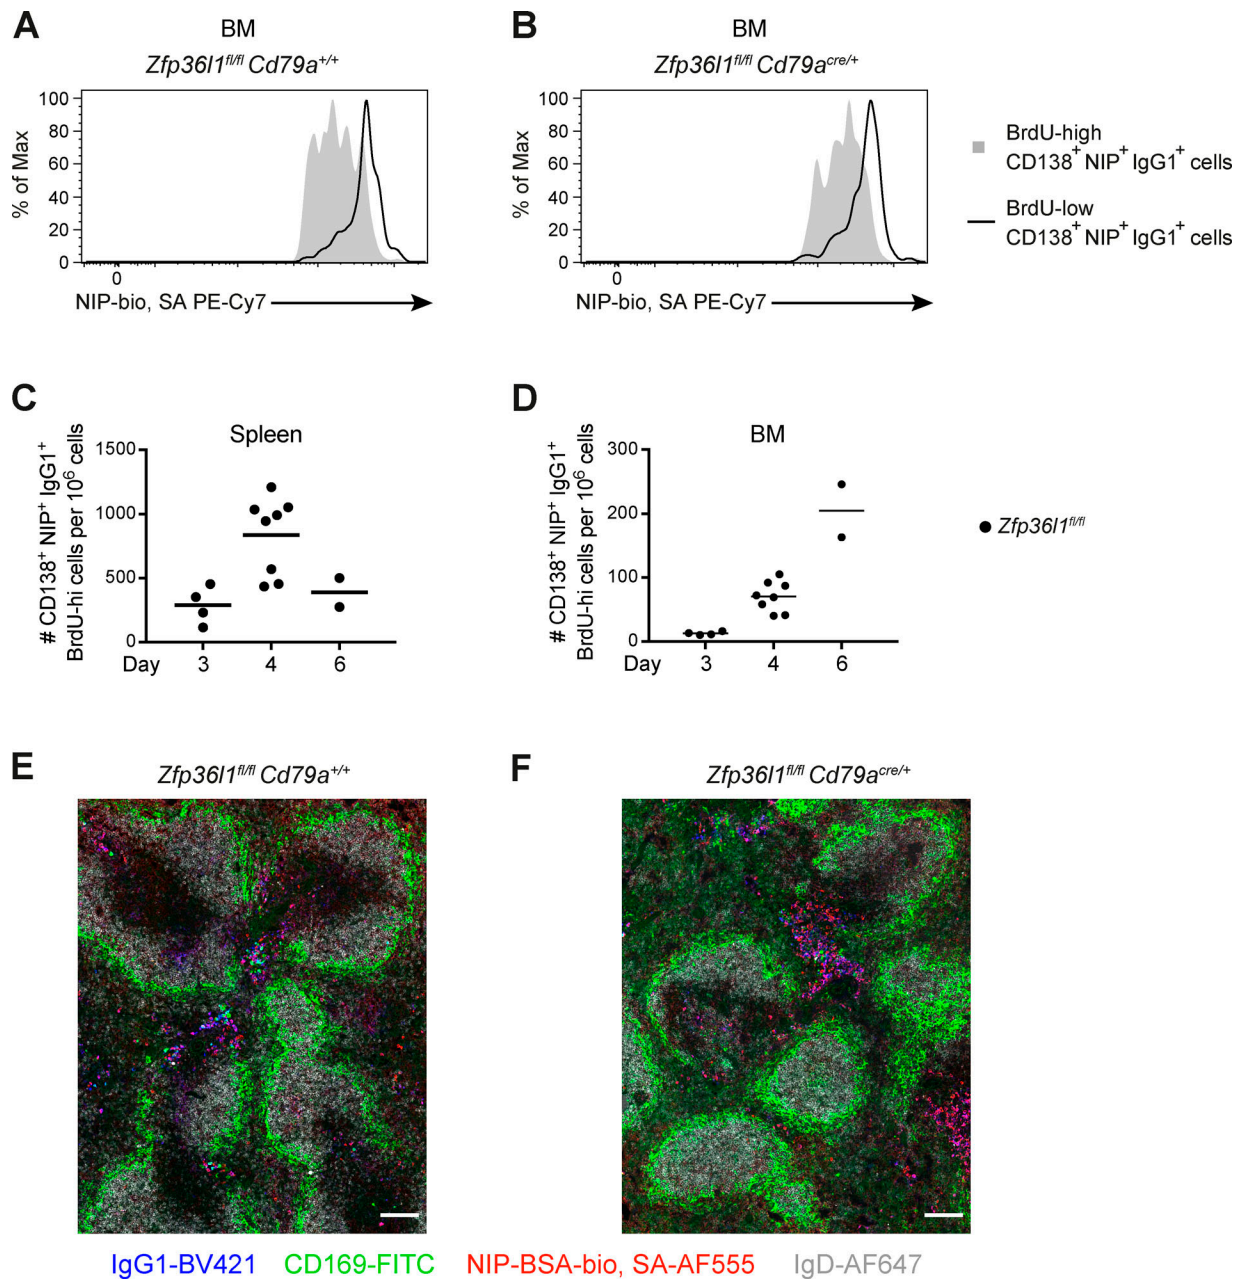 A
BM
Zfp36l1fl/fl Cd79a+/+
% of Max
100
80
60
40
20
0
0
NIP-bio, SA PE-Cy7
B
BM
Zfp36l1fl/fl Cd79acre/+
% of Max
100
80
60
40
20
0
0
NIP-bio, SA PE-Cy7
BrdU-high
CD138+ NIP+ IgG1+ cells
BrdU-low
CD138+ NIP+ IgG1+ cells
C
Spleen
# CD138+ NIP+ IgG1+
BrdU-hi cells per 10⁶ cells
1500
1000
500
0
Day 3 4 6
D
BM
# CD138+ NIP+ IgG1+
BrdU-hi cells per 10⁶ cells
300
200
100
0
Day 3 4 6
Zfp36l1fl/fl
E
Zfp36l1fl/fl Cd79a+/+
F
Zfp36l1fl/fl Cd79acre/+
IgG1-BV421 CD169-FITC NIP-BSA-bio, SA-AF555 IgD-AF647